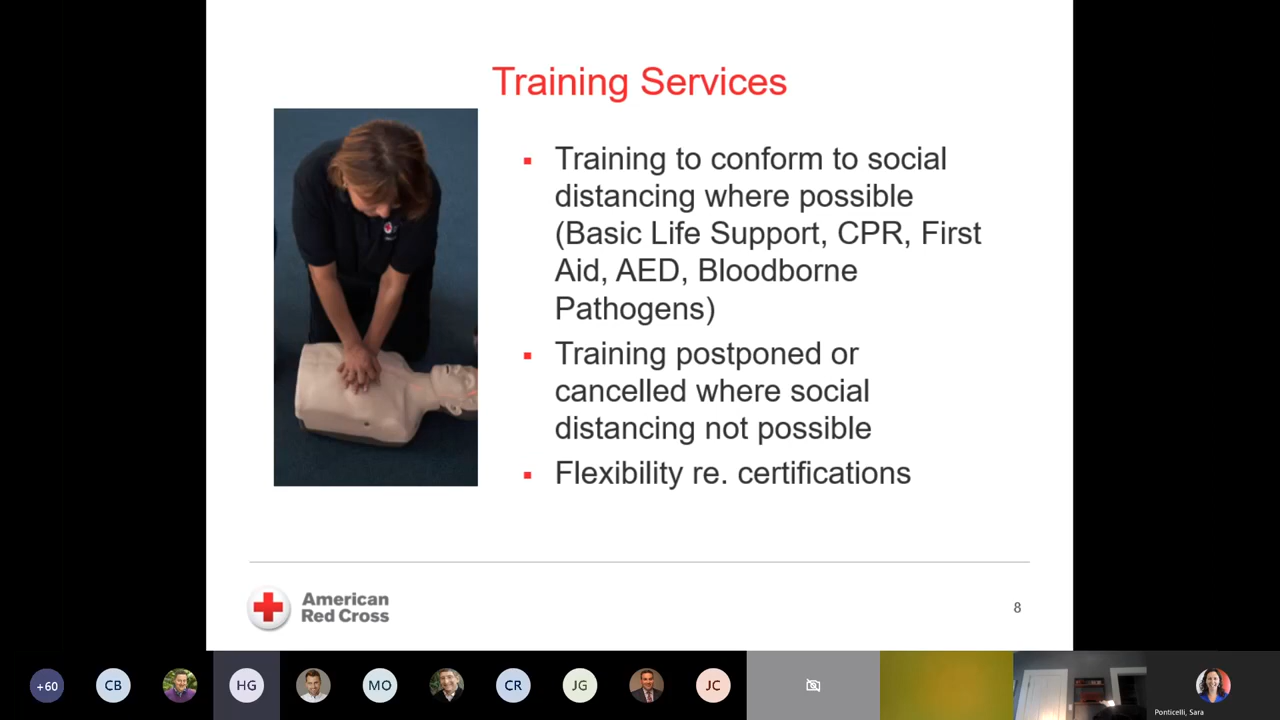 Training Services
▪ Training to conform to social
distancing where possible
(Basic Life Support, CPR, First
Aid, AED, Bloodborne
Pathogens)
▪ Training postponed or
cancelled where social
distancing not possible
▪ Flexibility re. certifications
American
Red Cross
8
+60
CB
HG
MO
CR
JG
JC
Ponticelli, Sara